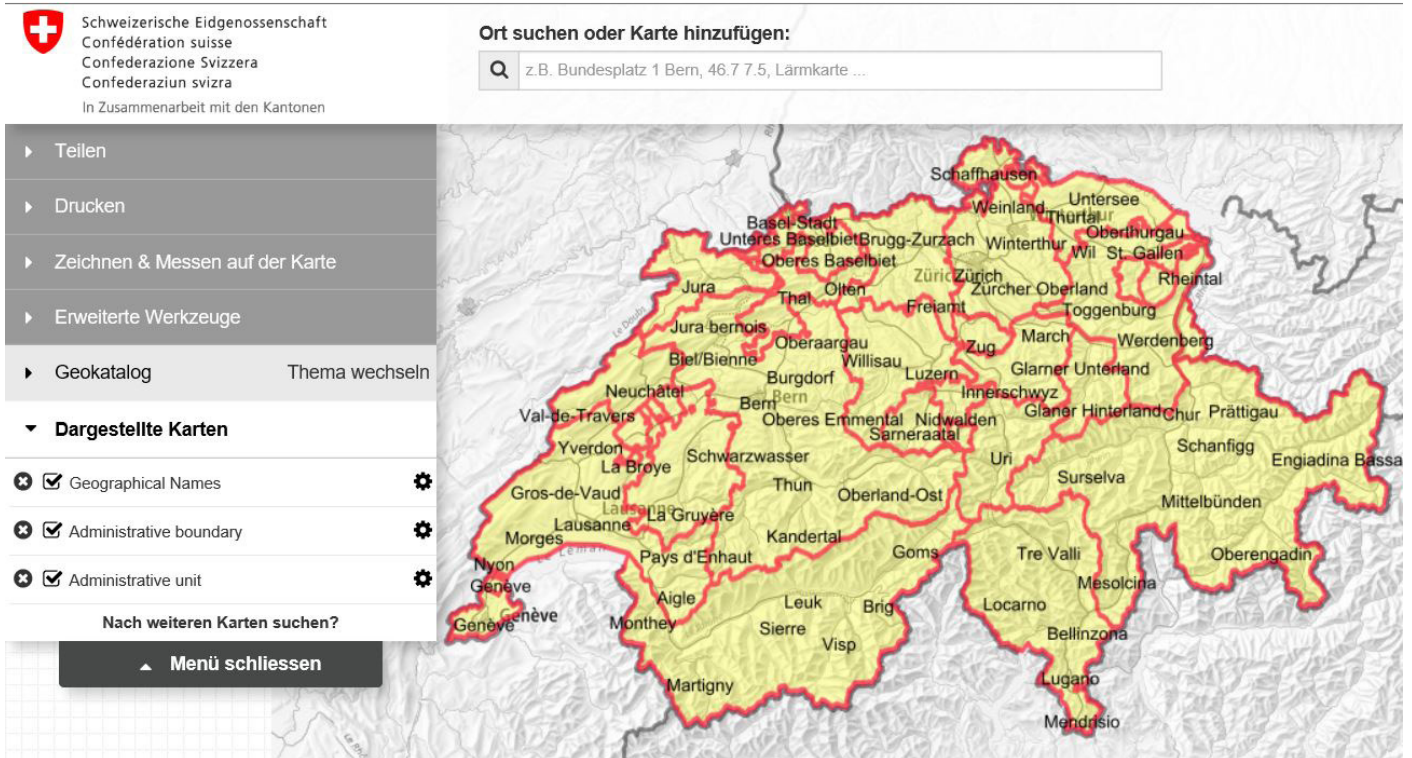 Schweizerische Eidgenossenschaft
Confédération suisse
Confederazione Svizzera
Confederaziun svizra
In Zusammenarbeit mit den Kantonen
Ort suchen oder Karte hinzufügen:
z.B. Bundesplatz 1 Bern, 46.7 7.5, Lärmkarte ...
Teilen
Drucken
Zeichnen & Messen auf der Karte
Erweiterte Werkzeuge
Geokatalog Thema wechseln
Dargestellte Karten
Geographical Names
Administrative boundary
Administrative unit
Nach weiteren Karten suchen?
Menü schliessen
Schaffhausen
Weinland
Untersee
Thurtal
Basel-Stadt
Oberthurgau
Unteres Baselbiet
Brugg-Zurzach
Winterthur
Wil
St. Gallen
Oberes Baselbiet
Zürich
Rheintal
Jura
Thal
Olten
Zürcher Oberland
Freiamt
Toggenburg
Le Doubs
Jura bernois
Oberaargau
Zug
March
Werdenberg
Biel/Bienne
Willisau
Luzern
Glarner Unterland
Burgdorf
Innerschwyz
Neuchâtel
Bern
Bern
Val-de-Travers
Oberes Emmental
Nidwalden
Glaner Hinterland
Chur
Prättigau
Sarneraatal
Yverdon
La Broye
Schwarzwasser
Uri
Schanfigg
Engiadina Bassa
Surselva
Gros-de-Vaud
Thun
Oberland-Ost
Mittelbünden
Lausanne
La Gruyère
Lausanne
Morges
Kandertal
Pays d'Enhaut
Goms
Tre Valli
Oberengadin
Nyon
Genève
Mesolcina
Aigle
Leuk
Brig
Locarno
Genève
Genève
Monthey
Sierre
Bellinzona
Visp
Martigny
Lugano
Mendrisio